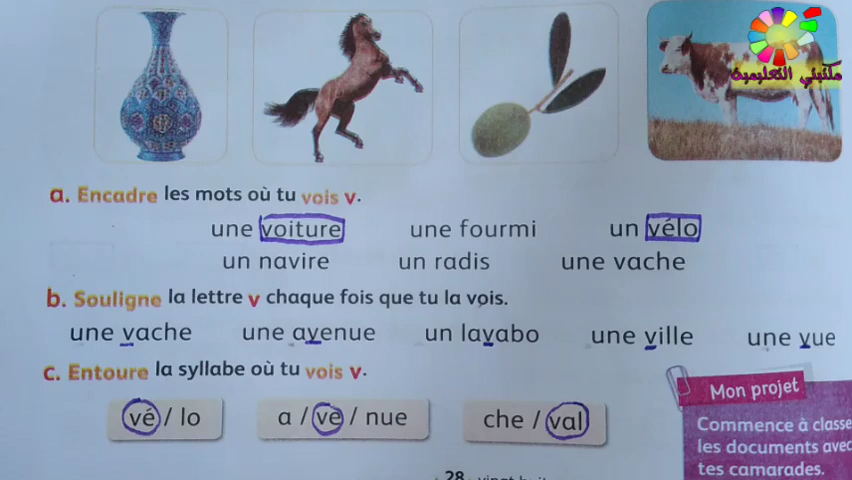 مكتبتي التعليمية
a. Encadre les mots où tu vois v.
une voiture une fourmi un vélo
un navire un radis une vache
b. Souligne la lettre v chaque fois que tu la vois.
une vache une avenue un lavabo une ville une vue
c. Entoure la syllabe où tu vois v.
vé / lo a / ve / nue che / val
Mon projet
Commence à classe
les documents avec
tes camarades.
28